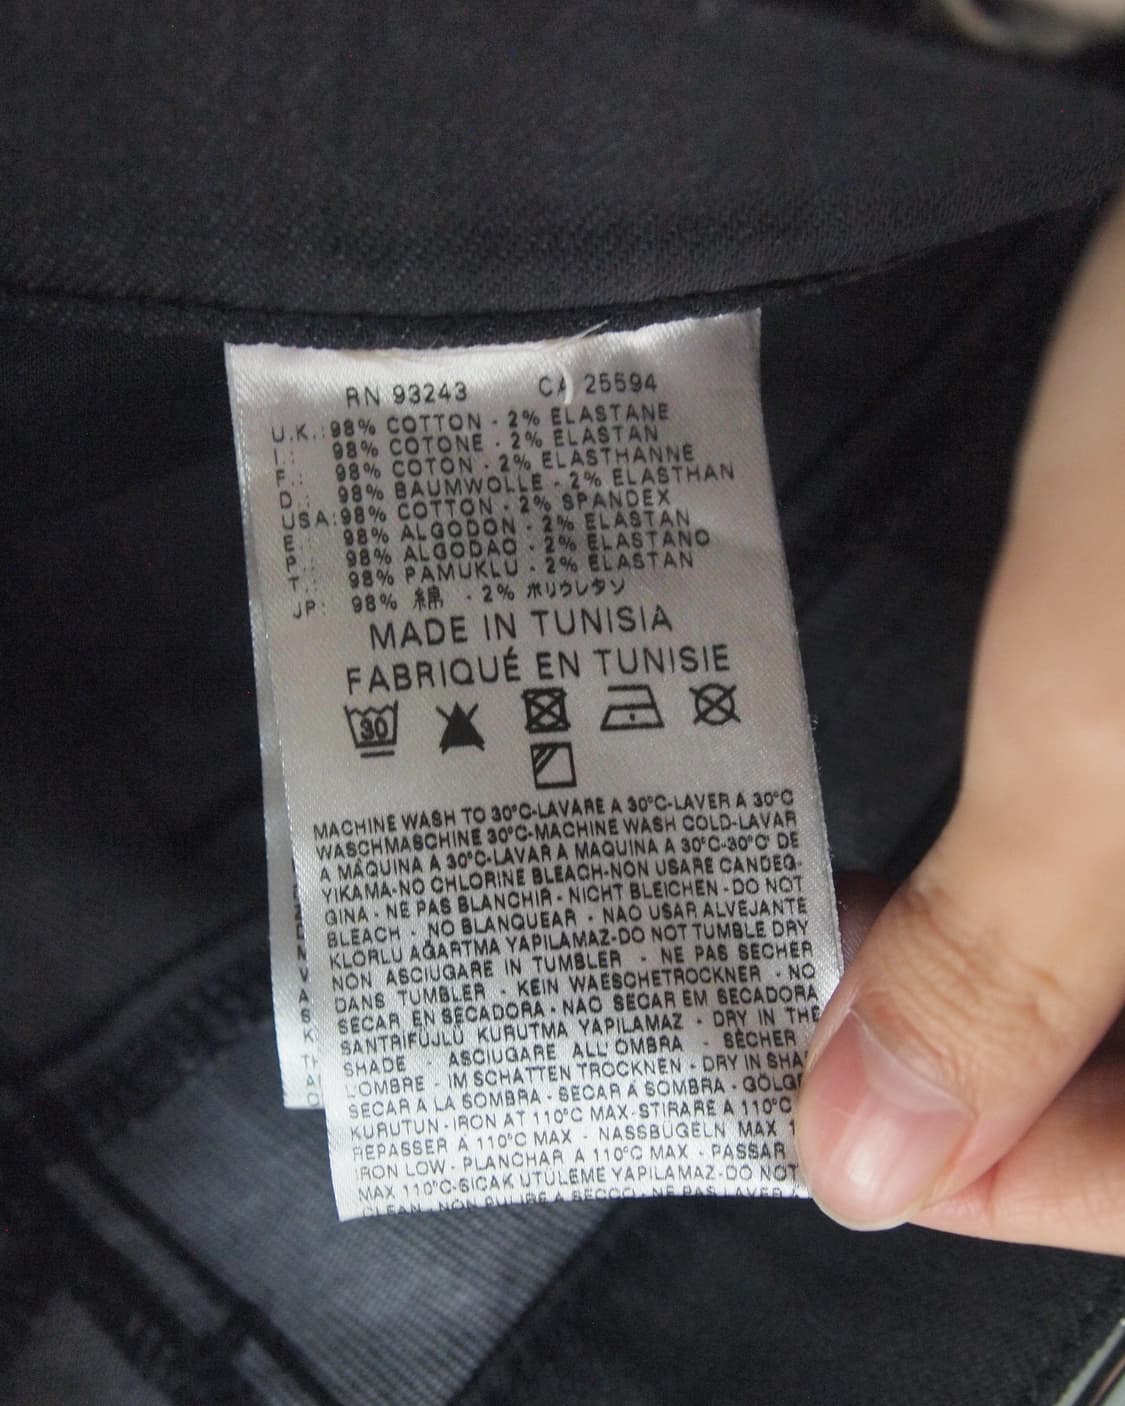 RN 93243 CA 25594
U.K.:98% COTTON - 2% ELASTANE
I.: 98% COTONE - 2% ELASTAN
F.: 98% COTON - 2% ELASTHANNE
D.: 98% BAUMWOLLE - 2% ELASTHAN
USA:98% COTTON - 2% SPANDEX
E.: 98% ALGODON - 2% ELASTAN
P.: 98% ALGODAO - 2% ELASTANO
T.: 98% PAMUKLU - 2% ELASTAN
JP: 98% 綿 - 2% ポリウレタン
MADE IN TUNISIA
FABRIQUÉ EN TUNISIE
30
MACHINE WASH TO 30°C-LAVARE A 30°C-LAVER A 30°C
WASCHMASCHINE 30°C-MACHINE WASH COLD-LAVAR
A MÁQUINA A 30°C-LAVAR A MAQUINA A 30°C-30°C DE
YIKAMA-NO CHLORINE BLEACH-NON USARE CANDEG-
GINA - NE PAS BLANCHIR - NICHT BLEICHEN - DO NOT
BLEACH - NO BLANQUEAR - NAO USAR ALVEJANTE
KLORLU AĞARTMA YAPILAMAZ-DO NOT TUMBLE DRY
NON ASCIUGARE IN TUMBLER - NE PAS SECHER
DANS TUMBLER - KEIN WAESCHETROCKNER - NO
SECAR EN SECADORA - NAO SECAR EM SECADORA
SANTRIFÜJLÜ KURUTMA YAPILAMAZ - DRY IN THE
SHADE - ASCIUGARE ALL'OMBRA - SÈCHER
L'OMBRE - IM SCHATTEN TROCKNEN - DRY IN
SECAR A LA SOMBRA - SECAR Á SOMBRA -
KURUTUN - IRON AT 110°C MAX - STIRARE A 110°C
REPASSER A 110°C MAX - NASSBÜGELN MAX
IRON LOW - PLANCHAR A 110°C MAX - PASSAR
MAX 110°C-SICAK UTULEME YAPILAMAZ-DO NOT